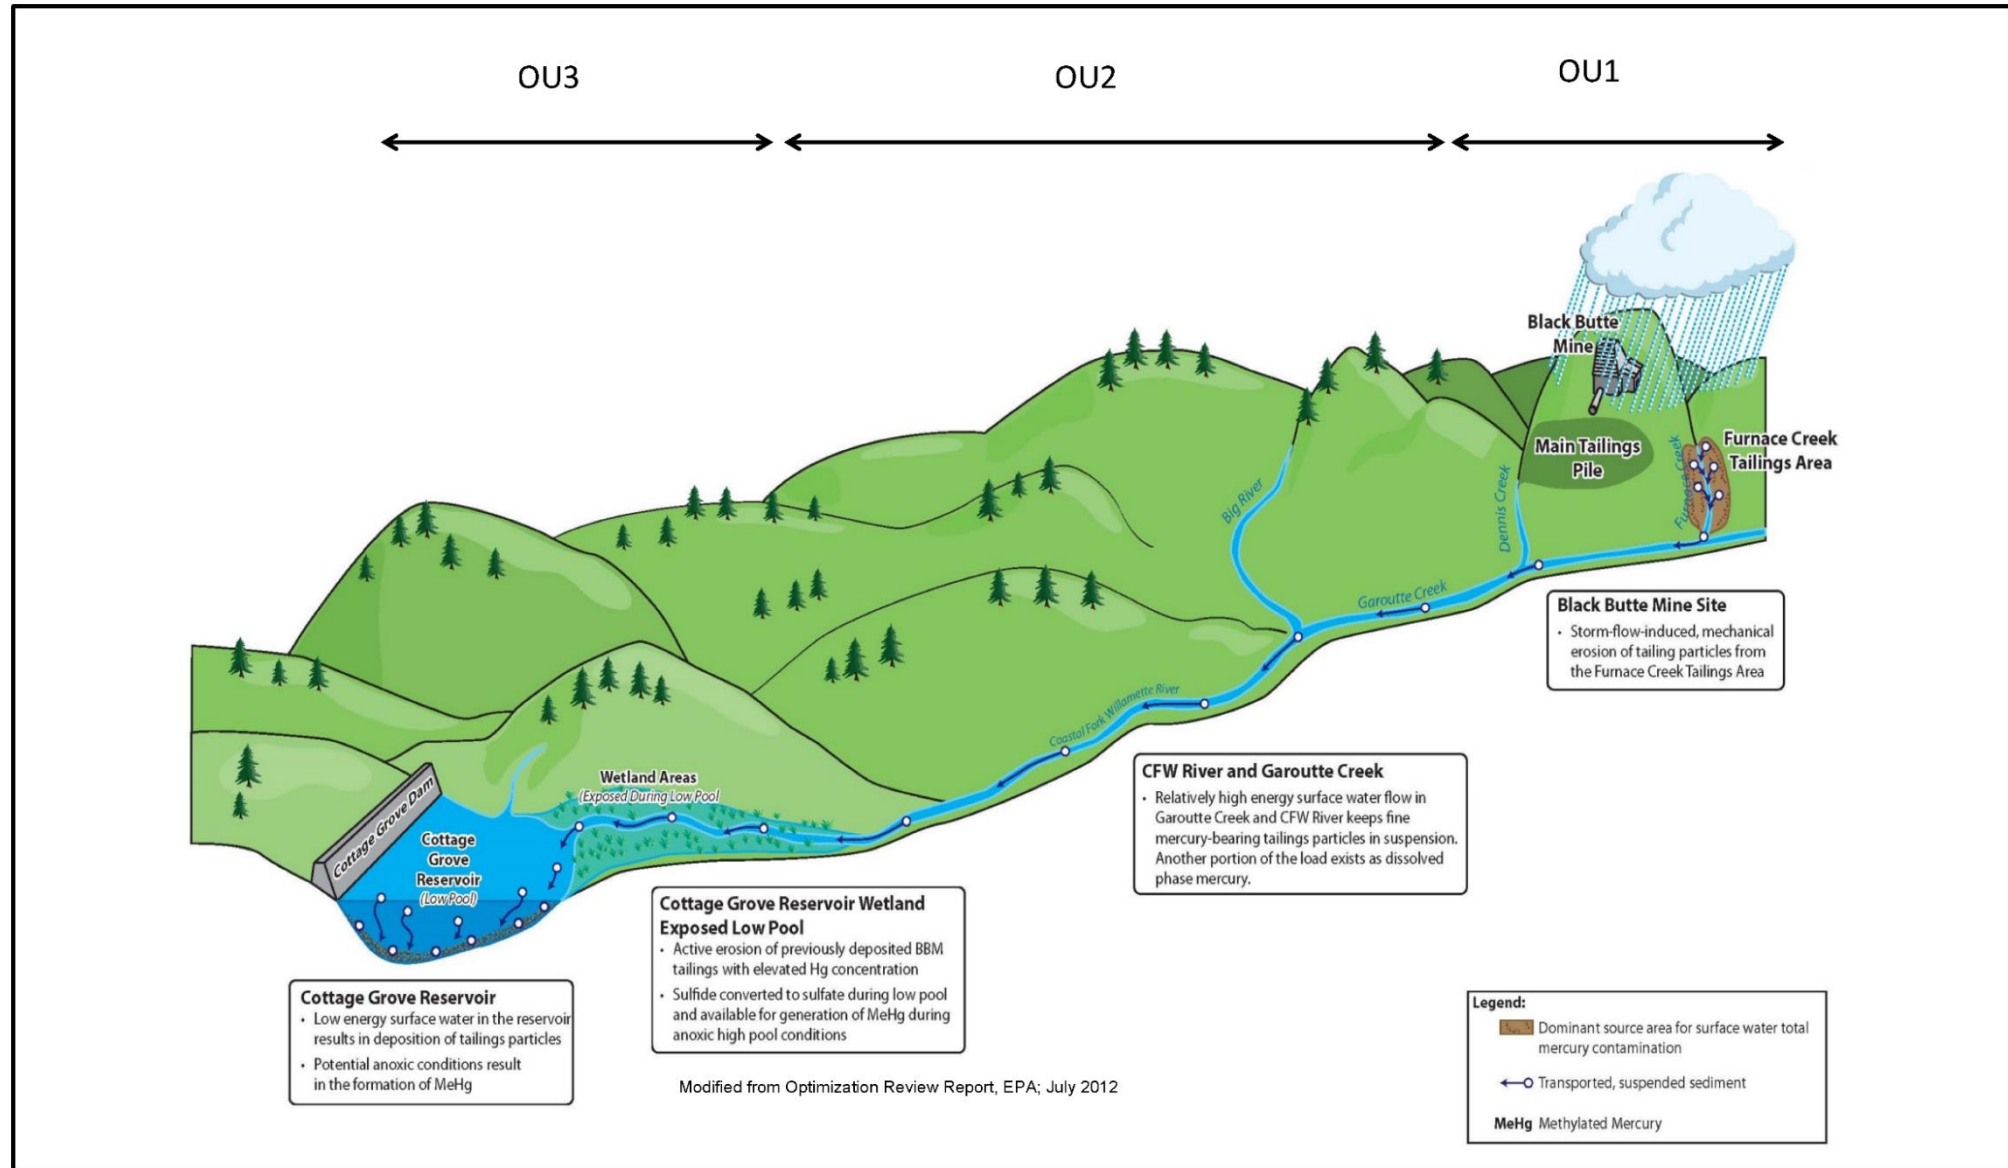 OU3
OU2
OU1
Black Butte
Mine
Main Tailings
Pile
Furnace Creek
Furnace Creek
Tailings Area
Big River
Dennis Creek
Garoutte Creek
Coastal Fork Willamette River
Black Butte Mine Site
• Storm-flow-induced, mechanical
erosion of tailing particles from
the Furnace Creek Tailings Area
CFW River and Garoutte Creek
• Relatively high energy surface water flow in
Garoutte Creek and CFW River keeps fine
mercury-bearing tailings particles in suspension.
Another portion of the load exists as dissolved
phase mercury.
Wetland Areas
(Exposed During Low Pool
Cottage Grove Dam
Cottage
Grove
Reservoir
(Low Pool)
Cottage Grove Reservoir Wetland
Exposed Low Pool
• Active erosion of previously deposited BBM
tailings with elevated Hg concentration
• Sulfide converted to sulfate during low pool
and available for generation of MeHg during
anoxic high pool conditions
Cottage Grove Reservoir
• Low energy surface water in the reservoir
results in deposition of tailings particles
• Potential anoxic conditions result
in the formation of MeHg
Modified from Optimization Review Report, EPA; July 2012
Legend:
Dominant source area for surface water total
mercury contamination
Transported, suspended sediment
MeHg Methylated Mercury